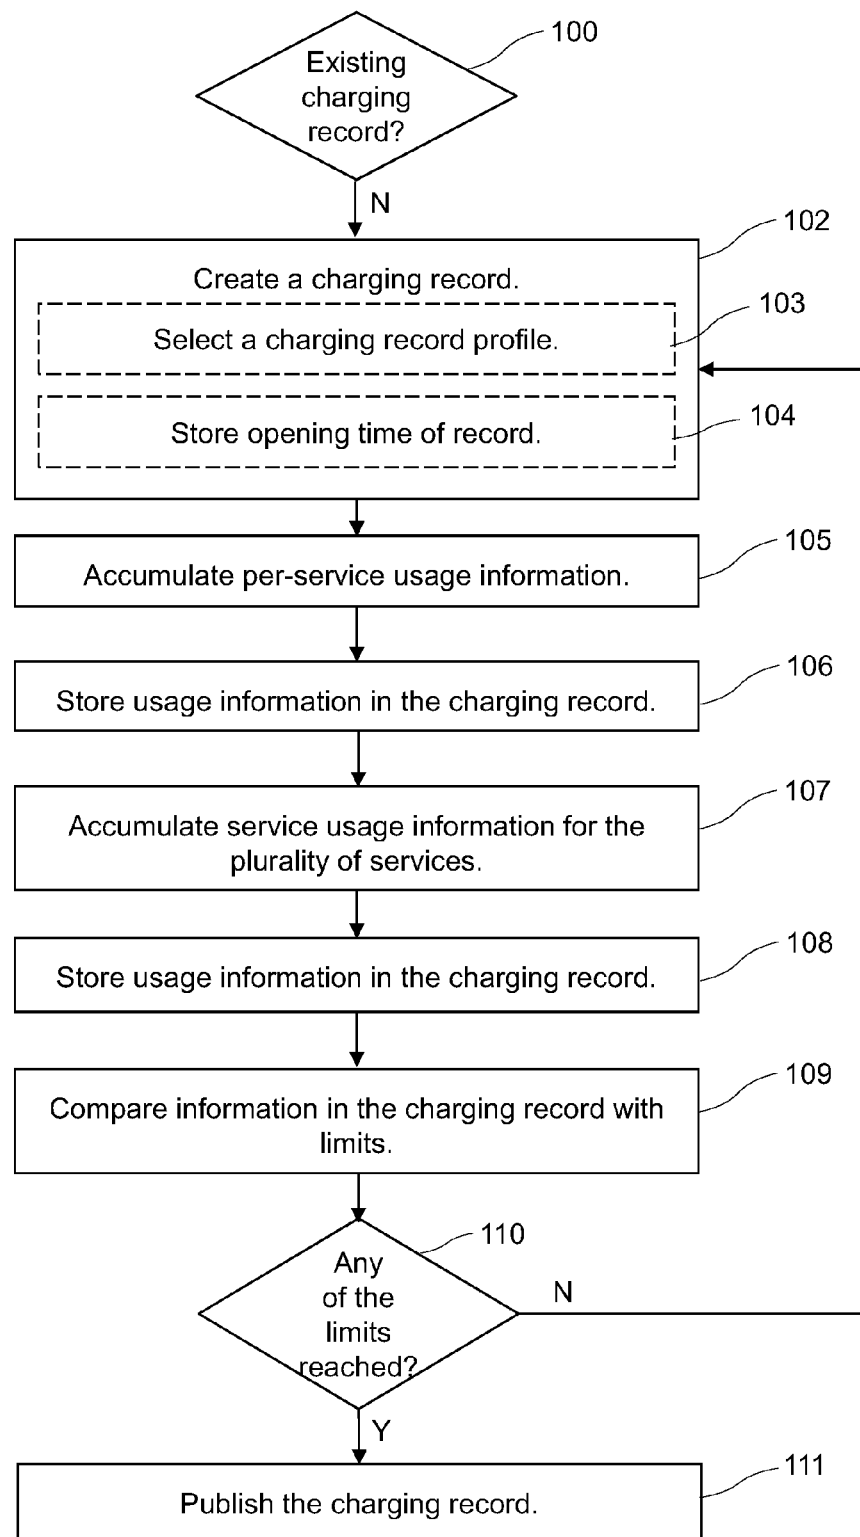 100
Existing
charging
record?
N
102
Create a charging record.
103
Select a charging record profile.
104
Store opening time of record.
105
Accumulate per-service usage information.
106
Store usage information in the charging record.
107
Accumulate service usage information for the
plurality of services.
108
Store usage information in the charging record.
109
Compare information in the charging record with
limits.
110
Any
of the
limits
reached?
N
Y
111
Publish the charging record.